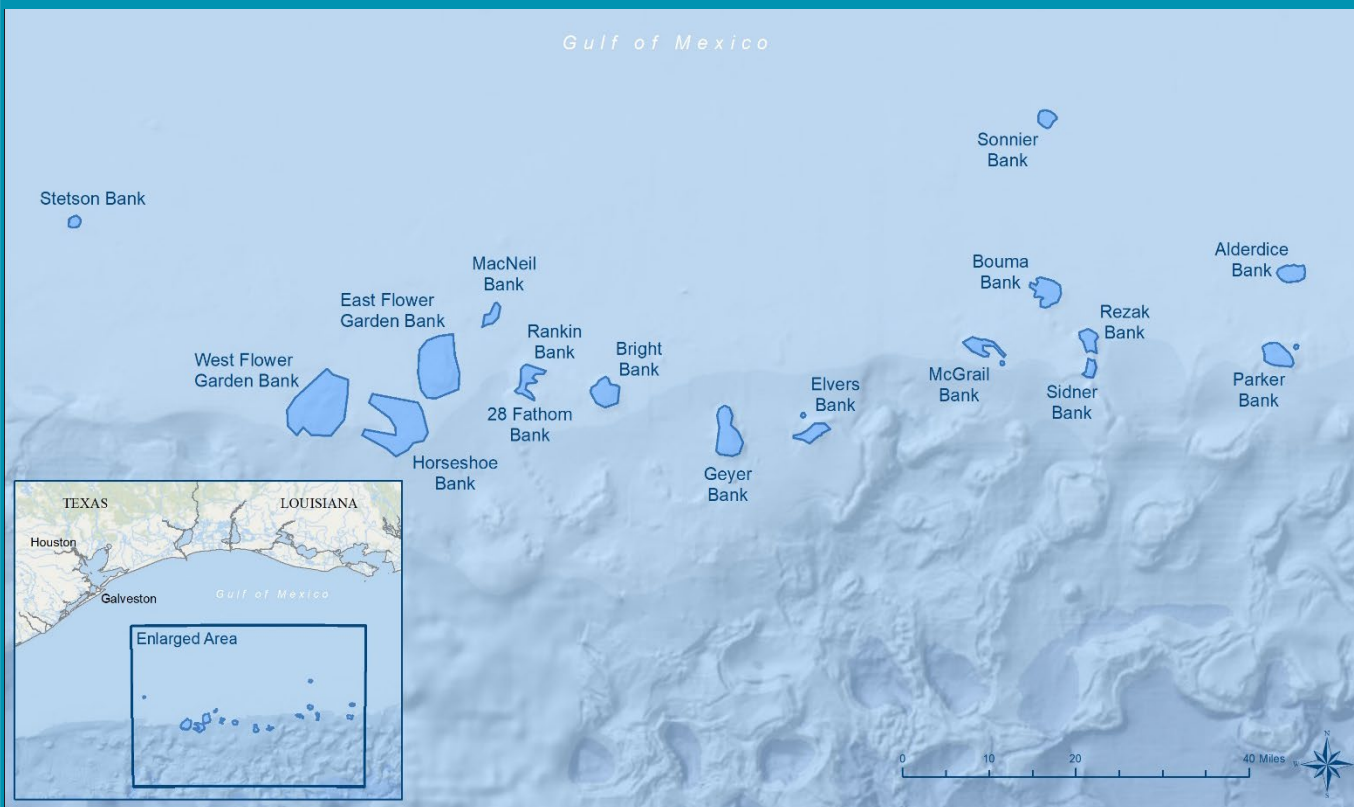 Gulf of Mexico
Sonnier
Bank
Stetson Bank
Alderdice
Bank
Bouma
Bank
MacNeil
Bank
East Flower
Garden Bank
Rezak
Bank
Rankin
Bank
Bright
Bank
West Flower
Garden Bank
McGrail
Bank
Elvers
Bank
Parker
Bank
Sidner
Bank
28 Fathom
Bank
Horseshoe
Bank
Geyer
Bank
TEXAS
LOUISIANA
Houston
Galveston
Gulf of Mexico
Enlarged Area
0 10 20 40 Miles
N
W
S